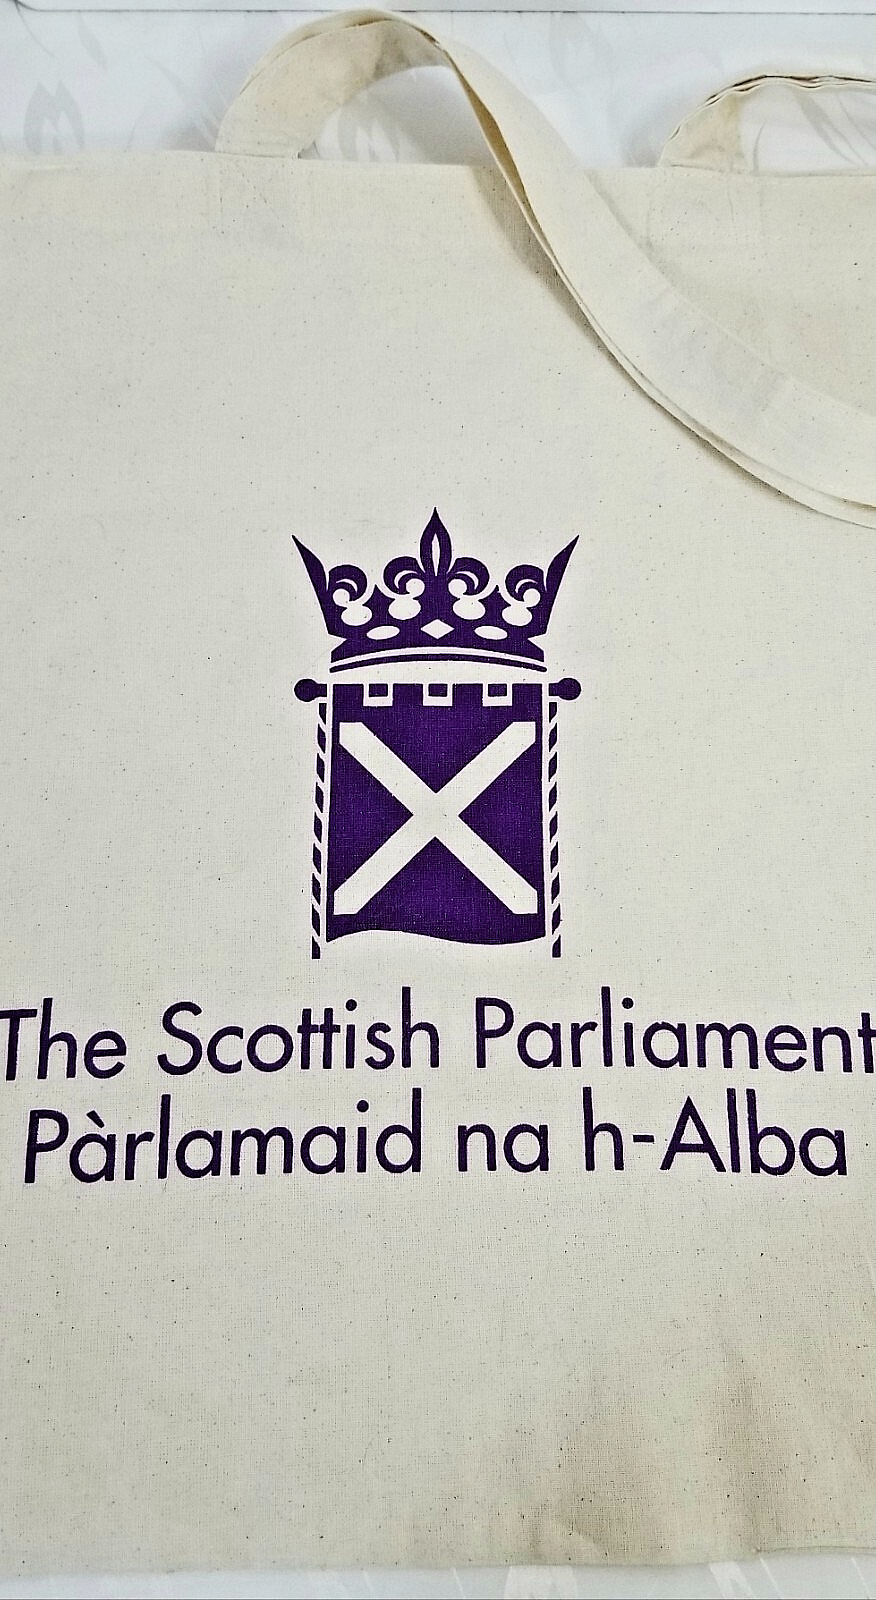 The Scottish Parliament
Pàrlamaid na h-Alba